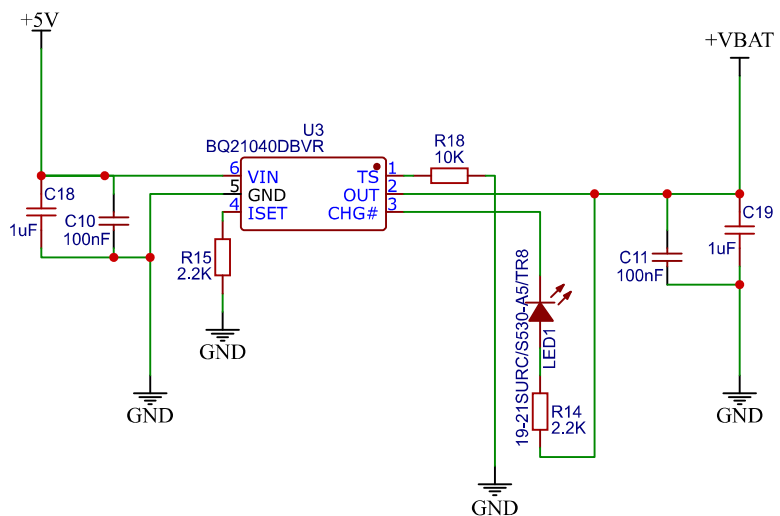 +5V
+VBAT
U3
BQ21040DBVR
R18
10K
6
VIN
TS
1
5
GND
OUT
2
4
ISET
CHG#
3
C18
1uF
C10
100nF
R15
2.2K
C19
1uF
C11
100nF
19-21SURC/S530-A5/TR8
LED1
R14
2.2K
GND
GND
GND
GND